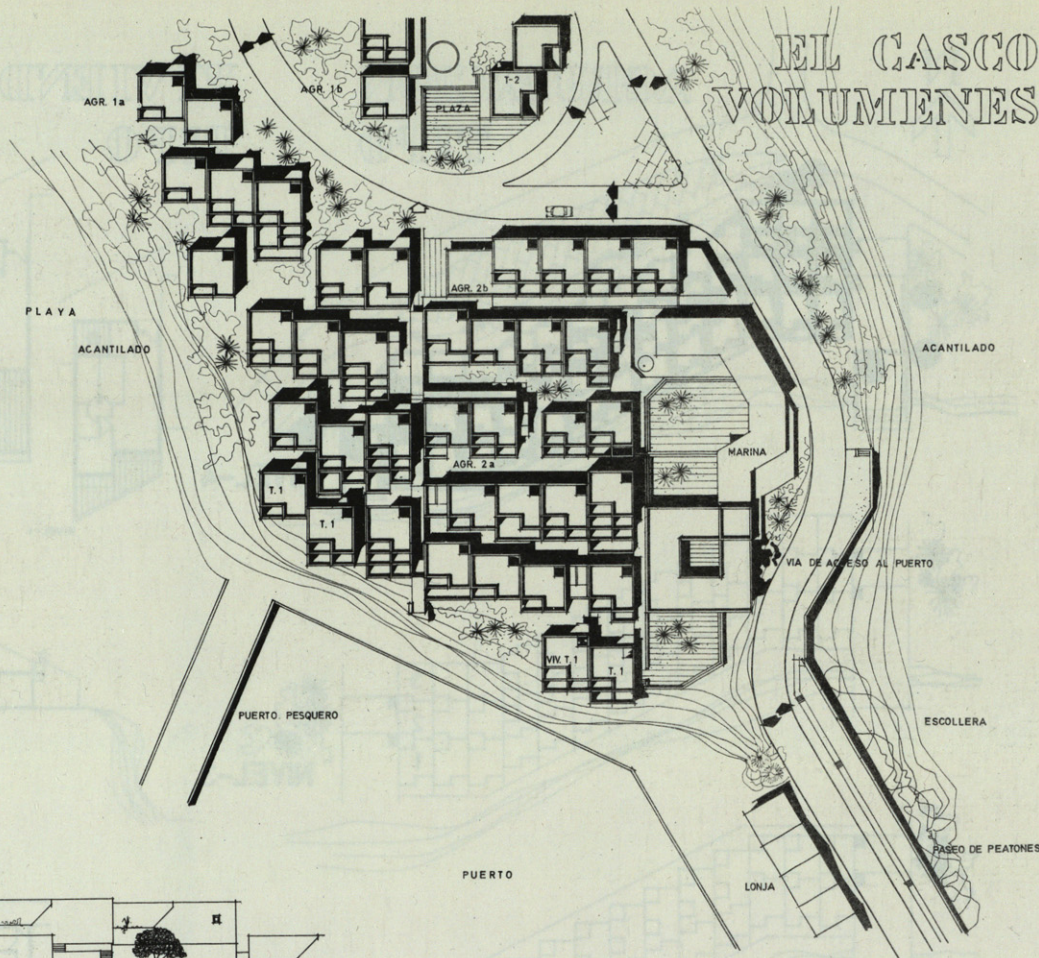 EL CASCO
VOLUMENES
AGR. 1a
AGR. 1b
T-2
PLAZA
AGR. 2b
PLAYA
ACANTILADO
ACANTILADO
MARINA
AGR. 2a
T.1
T.1
VIA DE ACCESO AL PUERTO
VIV. T.1
T.1
PUERTO PESQUERO
ESCOLLERA
PASEO DE PEATONES
PUERTO
LONJA